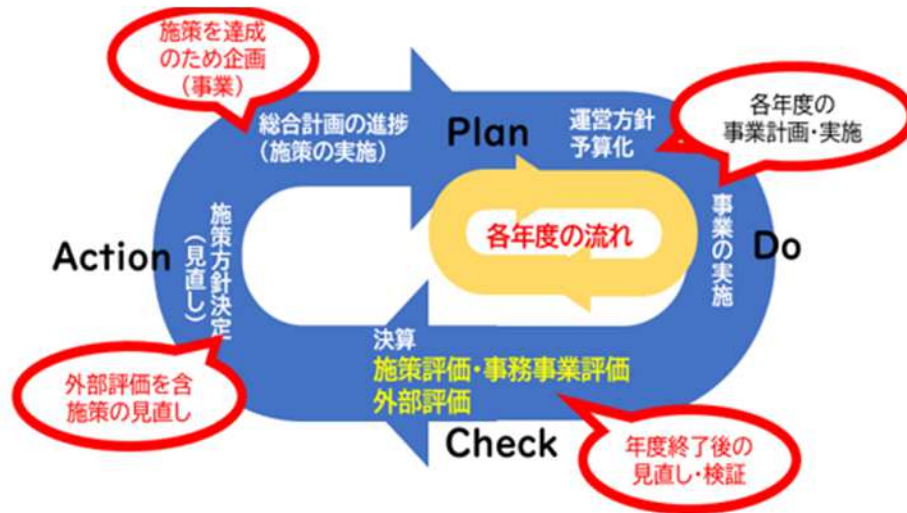 施策を達成
のため企画
(事業)
総合計画の進捗
(施策の実施)
Plan
運営方針
予算化
各年度の
事業計画・実施
各年度の流れ
事業の実施
Do
Action
施策方針決定
(見直し)
決算
施策評価・事務事業評価
外部評価
外部評価を含
施策の見直し
Check
年度終了後の
見直し・検証